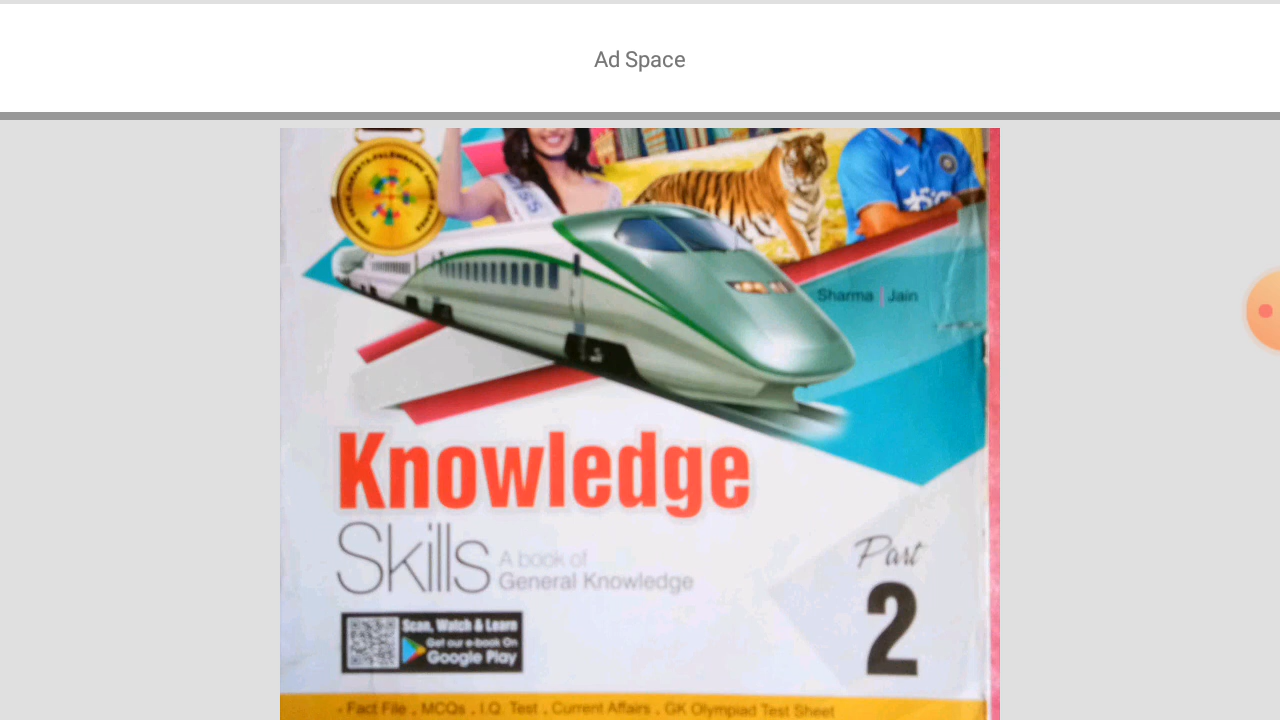 Ad Space
MISS
Sharma | Jain
Knowledge
Skills
A book of
General Knowledge
Part
2
Scan, Watch & Learn
Get our e-book On
Google Play
Fact File . MCQs . I.Q. Test . Current Affairs . GK Olympiad Test Sheet